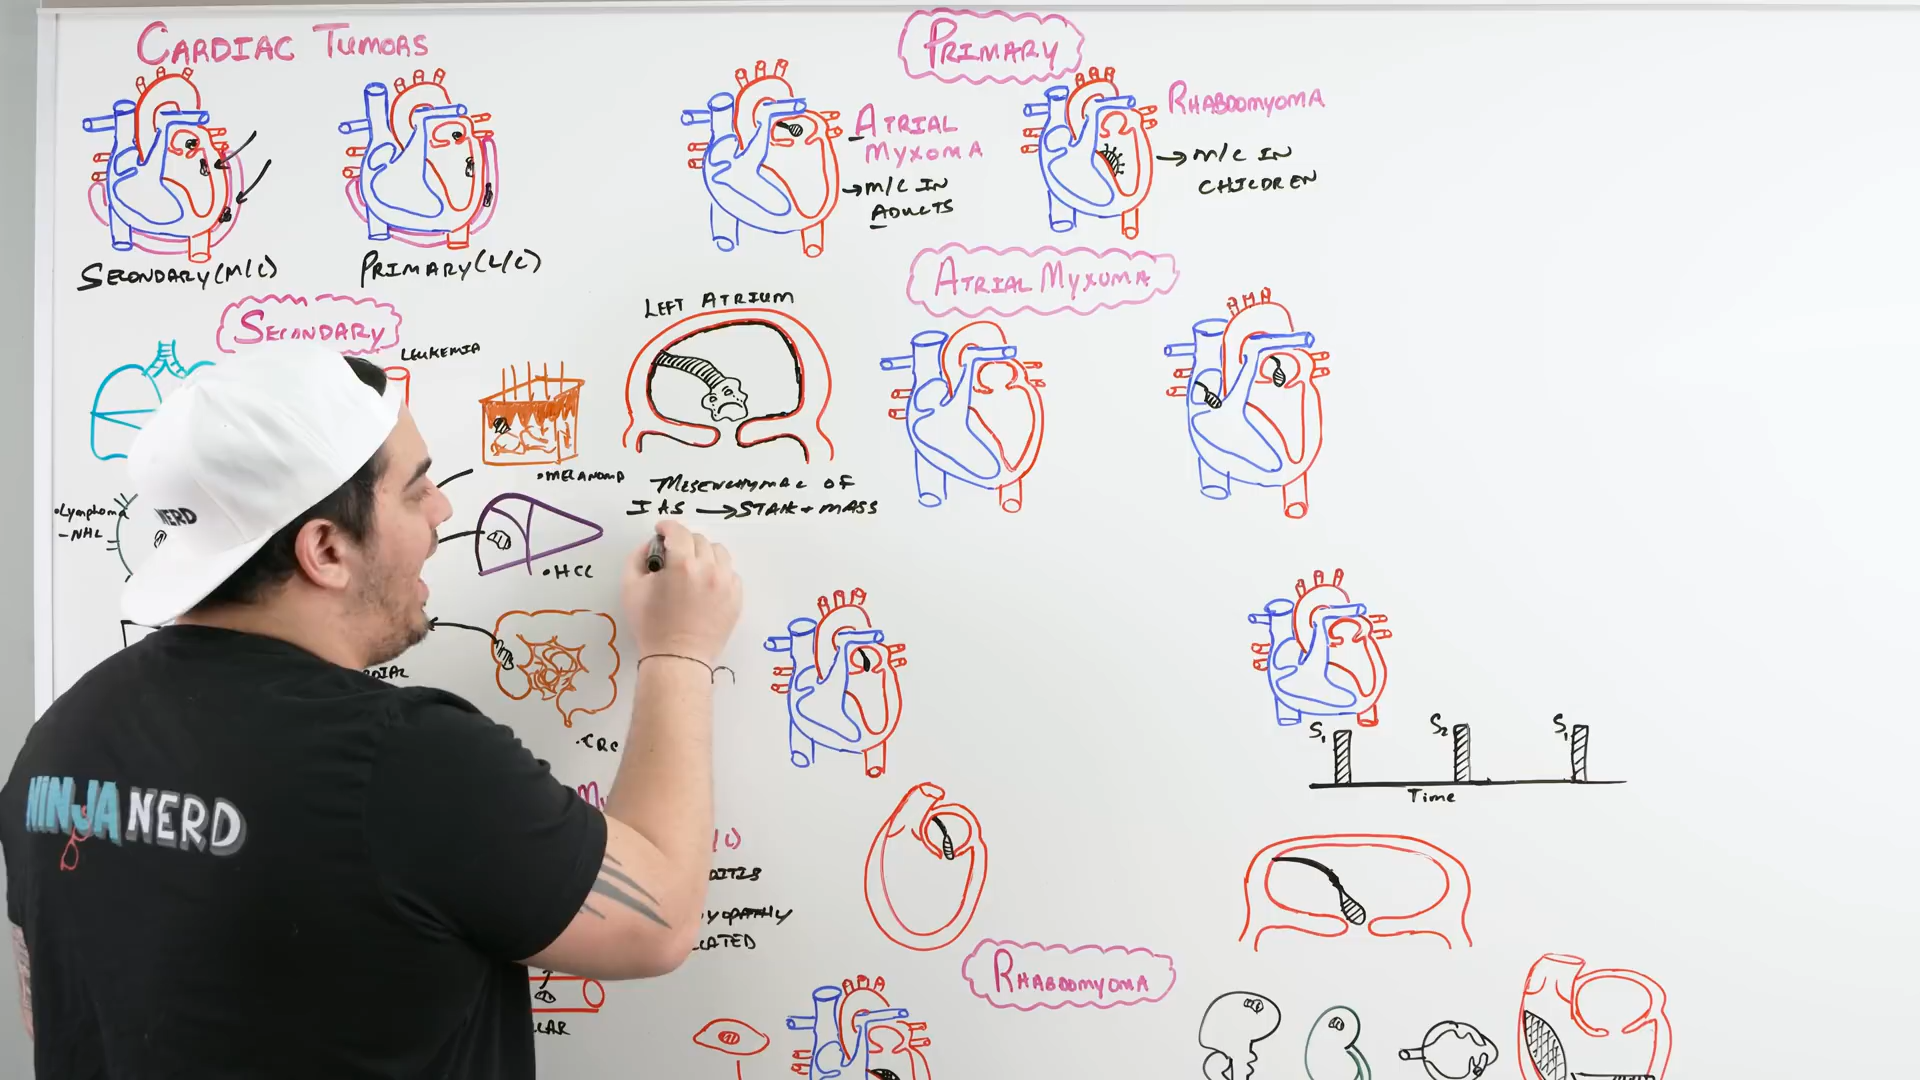 CARDIAC TUMORS
SECONDARY (M/C)
PRIMARY (L/C)
PRIMARY
ATRIAL
MYXOMA
→ M/C IN
ADULTS
RHABDOMYOMA
→ M/C IN
CHILDREN
SECONDARY
LEUKEMIA
• MELANOMA
• Lymphoma
- NHL
• HCC
• CRC
LEFT ATRIUM
MESENCHYMAL OF
IAS → STALK + MASS
ATRIAL MYXOMA
S1 S2 S1
Time
RHABDOMYOMA
NERD
NINJA NERD